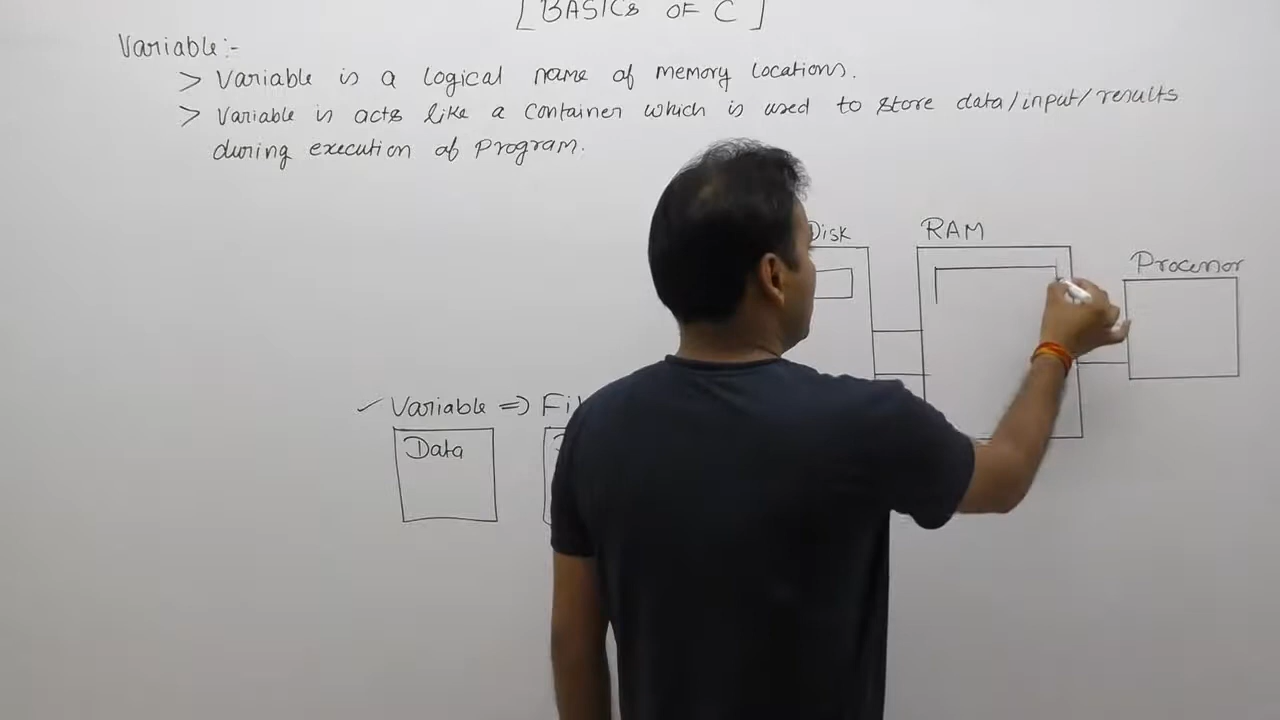 [ BASICs OF C ]
Variable:-
> Variable is a logical name of memory locations.
> Variable is acts like a container which is used to store data/input/results
during execution of program.
Disk
RAM
Processor
✓ Variable ⇒
Data